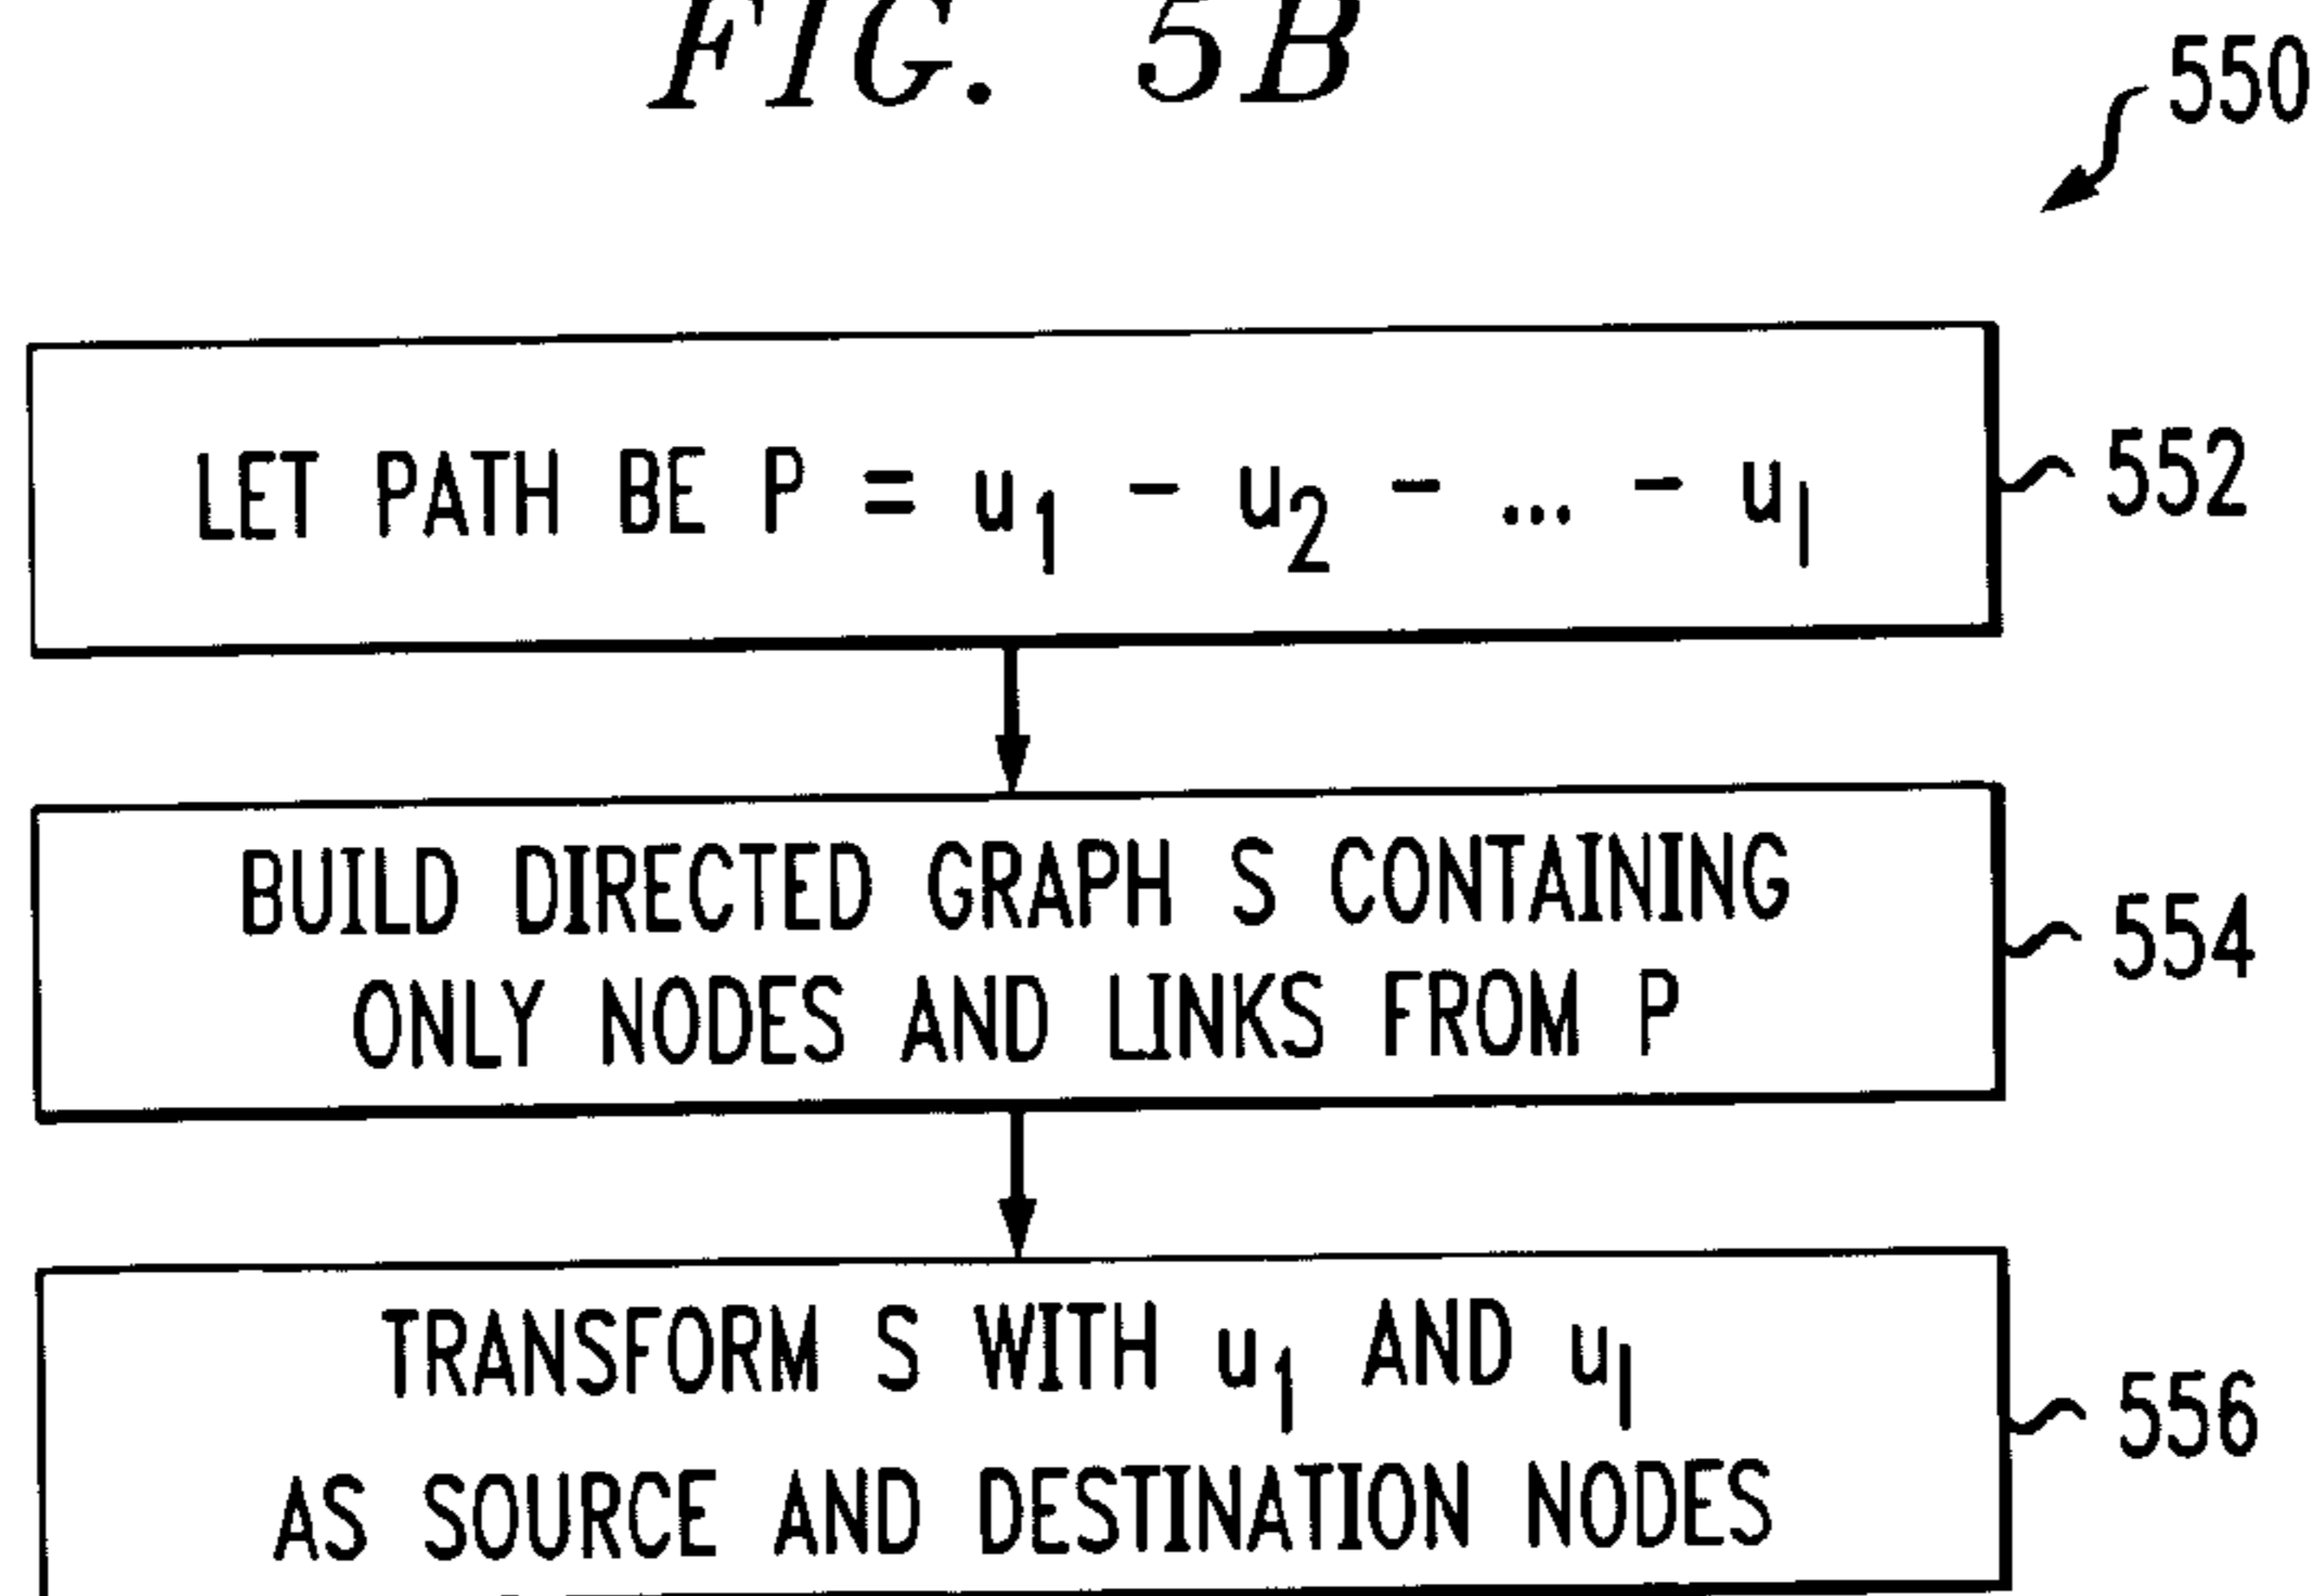 FIG. 5B
550
LET PATH BE P = u1 - u2 - ... - ul
552
BUILD DIRECTED GRAPH S CONTAINING
ONLY NODES AND LINKS FROM P
554
TRANSFORM S WITH u1 AND ul
AS SOURCE AND DESTINATION NODES
556